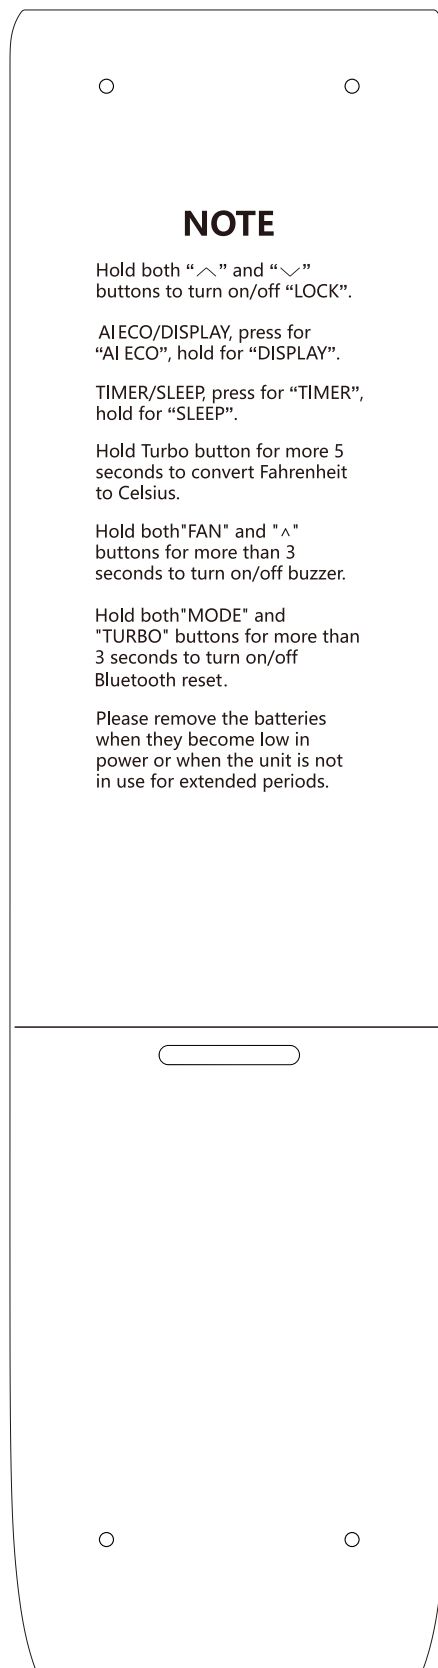 NOTE
Hold both “︿” and “﹀”
buttons to turn on/off “LOCK”.
AI ECO/DISPLAY, press for
“AI ECO”, hold for “DISPLAY”.
TIMER/SLEEP, press for “TIMER”,
hold for “SLEEP”.
Hold Turbo button for more 5
seconds to convert Fahrenheit
to Celsius.
Hold both"FAN" and "^"
buttons for more than 3
seconds to turn on/off buzzer.
Hold both"MODE" and
"TURBO" buttons for more than
3 seconds to turn on/off
Bluetooth reset.
Please remove the batteries
when they become low in
power or when the unit is not
in use for extended periods.